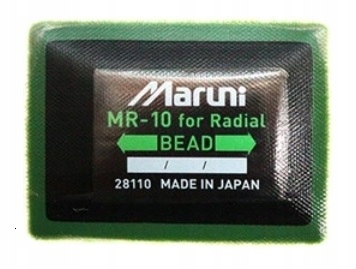 Maruni
MR-10 for Radial
BEAD
/ /
28110 MADE IN JAPAN